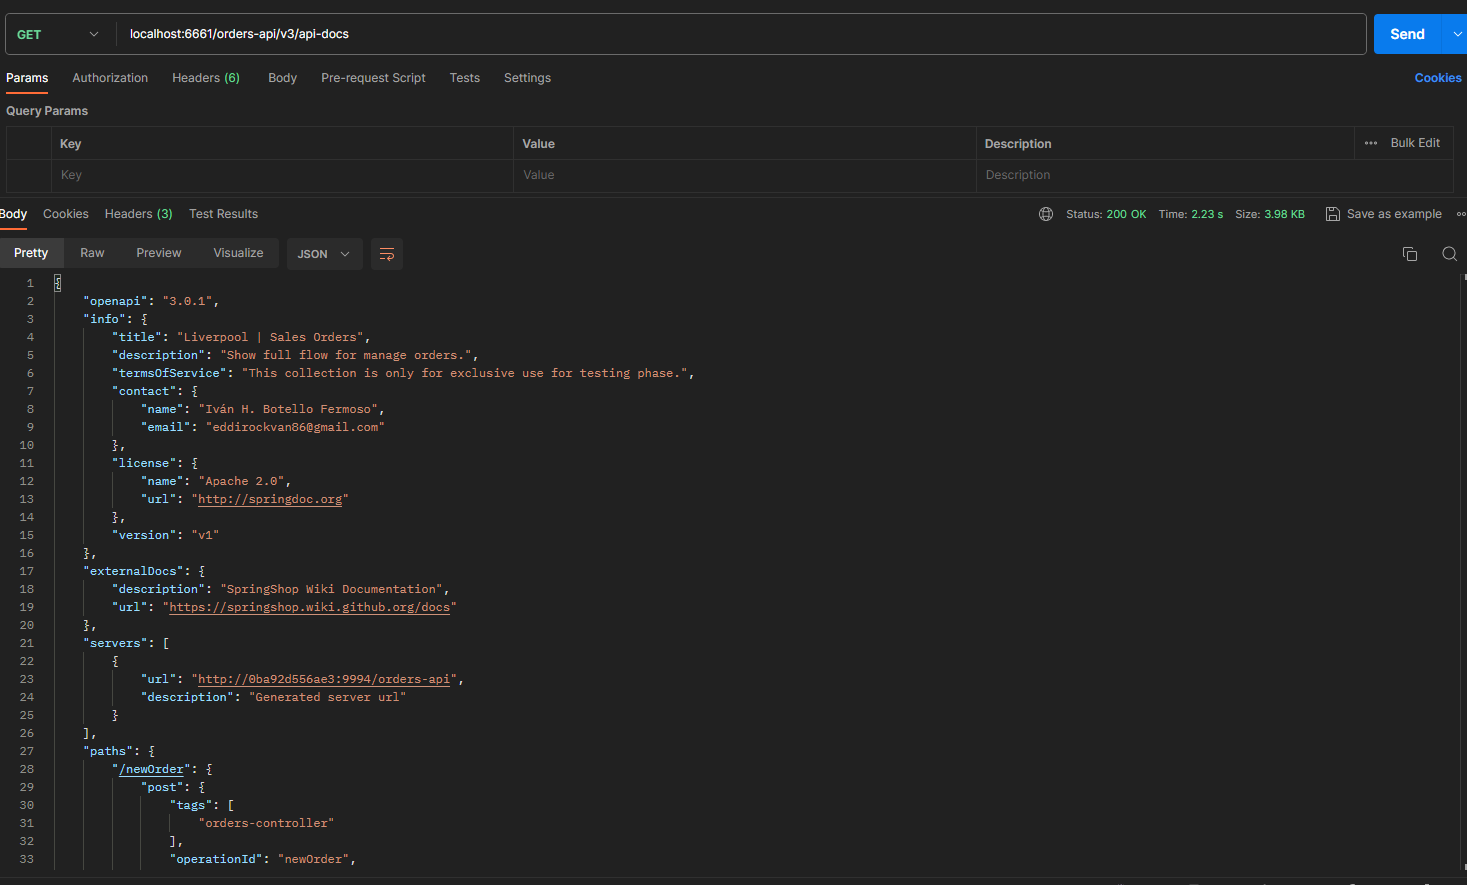 GET localhost:6661/orders-api/v3/api-docs Send
Params Authorization Headers (6) Body Pre-request Script Tests Settings Cookies
Query Params
Key Value Description Bulk Edit
Key Value Description
Body Cookies Headers (3) Test Results Status: 200 OK Time: 2.23 s Size: 3.98 KB Save as example
Pretty Raw Preview Visualize JSON
1 {
2 "openapi": "3.0.1",
3 "info": {
4 "title": "Liverpool | Sales Orders",
5 "description": "Show full flow for manage orders.",
6 "termsOfService": "This collection is only for exclusive use for testing phase.",
7 "contact": {
8 "name": "Iván H. Botello Fermoso",
9 "email": "eddirockvan86@gmail.com"
10 },
11 "license": {
12 "name": "Apache 2.0",
13 "url": "http://springdoc.org"
14 },
15 "version": "v1"
16 },
17 "externalDocs": {
18 "description": "SpringShop Wiki Documentation",
19 "url": "https://springshop.wiki.github.org/docs"
20 },
21 "servers": [
22 {
23 "url": "http://0ba92d556ae3:9994/orders-api",
24 "description": "Generated server url"
25 }
26 ],
27 "paths": {
28 "/newOrder": {
29 "post": {
30 "tags": [
31 "orders-controller"
32 ],
33 "operationId": "newOrder",